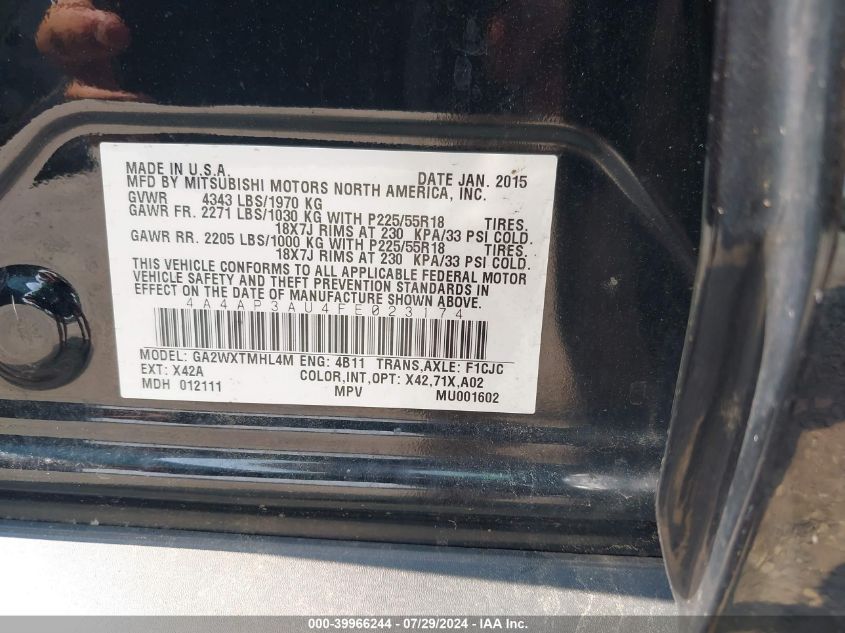 MADE IN U.S.A. DATE JAN. 2015
MFD BY MITSUBISHI MOTORS NORTH AMERICA, INC.
GVWR 4343 LBS/1970 KG
GAWR FR. 2271 LBS/1030 KG WITH P225/55R18 TIRES.
18X7J RIMS AT 230 KPA/33 PSI COLD.
GAWR RR. 2205 LBS/1000 KG WITH P225/55R18 TIRES.
18X7J RIMS AT 230 KPA/33 PSI COLD.
THIS VEHICLE CONFORMS TO ALL APPLICABLE FEDERAL MOTOR
VEHICLE SAFETY AND THEFT PREVENTION STANDARDS IN
EFFECT ON THE DATE OF MANUFACTURE SHOWN ABOVE.
4A4AP3AU4FE023174
MODEL: GA2WXTMHL4M ENG: 4B11 TRANS,AXLE: F1CJC
EXT: X42A COLOR,INT,OPT: X42,71X,A02
MDH 012111 MPV MU001602
© IAA-39966244 | 07/29/2024 - IAAI.com